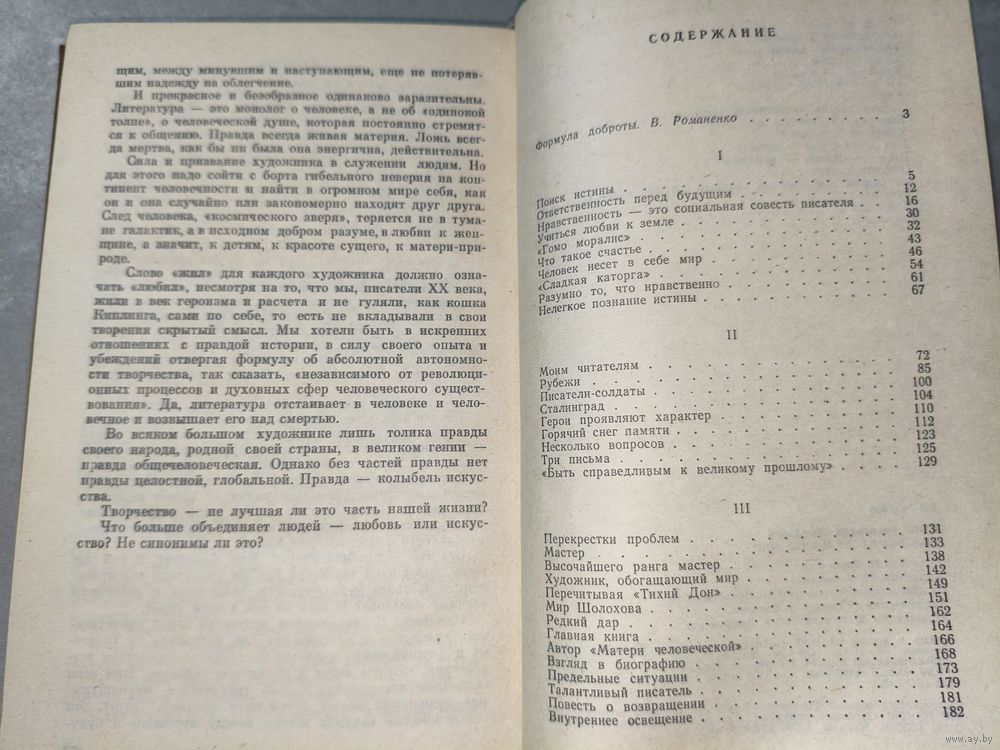 щим, между минувшим и наступающим, еще не потеряв-
шим надежду на облегчение.
И прекрасное и безобразное одинаково заразительны.
Литература — это монолог о человеке, а не об «одинокой
толпе», о человеческой душе, которая постоянно стремит-
ся к общению. Правда всегда живая материя. Ложь всег-
да мертва, как бы ни была она энергична, действительна.
Сила и призвание художника в служении людям. Но
для этого надо сойти с борта гибельного неверия на кон-
тинент человечности и найти в огромном мире себя, как
он и она случайно или закономерно находят друг друга.
След человека, «космического зверя», теряется не в тума-
не галактик, а в исходном добром разуме, в любви к жен-
щине, а значит, к детям, к красоте сущего, к матери-при-
роде.
Слово «жил» для каждого художника должно озна-
чать «любил», несмотря на то, что мы, писатели XX века,
жили в век героизма и расчета и не гуляли, как кошка
Киплинга, сами по себе, то есть не вкладывали в свои
творения скрытый смысл. Мы хотели быть в искренних
отношениях с правдой истории, в силу своего опыта и
убеждений отвергая формулу об абсолютной автономно-
сти творчества, так сказать, «независимого от революци-
онных процессов и духовных сфер человеческого сущест-
вования». Да, литература отстаивает в человеке и чело-
вечное и возвышает его над смертью.
Во всяком большом художнике лишь толика правды
своего народа, родной своей страны, в великом гении —
правда общечеловеческая. Однако без частей правды нет
правды целостной, глобальной. Правда — колыбель искус-
ства.
Творчество — не лучшая ли это часть нашей жизни?
Что больше объединяет людей — любовь или искус-
ство? Не синонимы ли это?
СОДЕРЖАНИЕ
Формула доброты. В. Романенко . . . . . . . . . 3
I
Поиск истины . . . . . . . . . 5
Ответственность перед будущим . . . . . . . . . 12
Нравственность — это социальная совесть писателя . . . 16
Учиться любви к земле . . . . . . . . . 30
«Гомо моралис» . . . . . . . . . 32
Что такое счастье . . . . . . . . . 43
Человек несет в себе мир . . . . . . . . . 46
«Сладкая каторга» . . . . . . . . . 54
Разумно то, что нравственно . . . . . . . . . 61
Нелегкое познание истины . . . . . . . . . 67
II
Моим читателям . . . . . . . . . 72
Рубежи . . . . . . . . . 85
Писатели-солдаты . . . . . . . . . 100
Сталинград . . . . . . . . . 104
Герои проявляют характер . . . . . . . . . 110
Горячий снег памяти . . . . . . . . . 112
Несколько вопросов . . . . . . . . . 123
Три письма . . . . . . . . . 125
«Быть справедливым к великому прошлому» . . . . 129
III
Перекрестки проблем . . . . . . . . . 131
Мастер . . . . . . . . . 133
Высочайшего ранга мастер . . . . . . . . . 138
Художник, обогащающий мир . . . . . . . . . 142
Перечитывая «Тихий Дон» . . . . . . . . . 149
Мир Шолохова . . . . . . . . . 151
Редкий дар . . . . . . . . . 162
Главная книга . . . . . . . . . 164
Автор «Матери человеческой» . . . . . . . . . 166
Взгляд в биографию . . . . . . . . . 168
Предельные ситуации . . . . . . . . . 173
Талантливый писатель . . . . . . . . . 179
Повесть о возвращении . . . . . . . . . 181
Внутреннее освещение . . . . . . . . . 182
www.ay.by